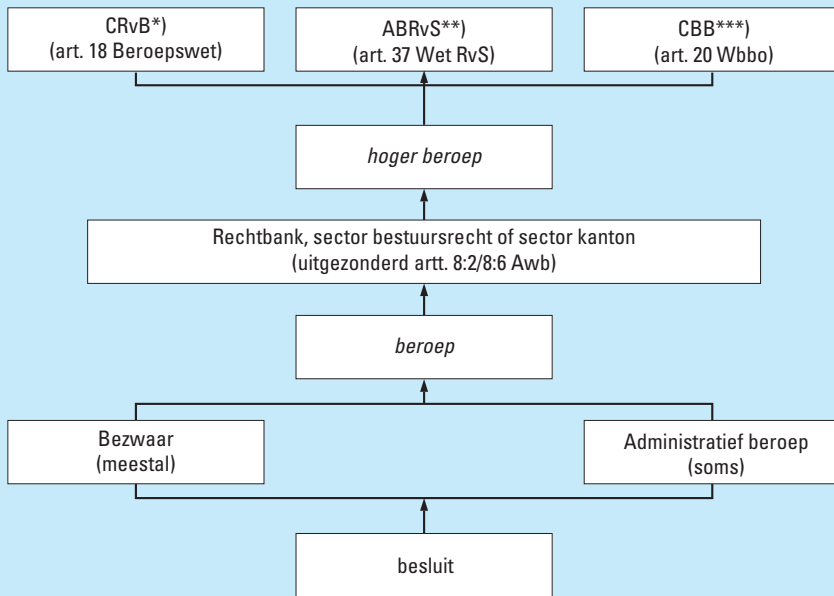 CRvB*)
(art. 18 Beroepswet)
ABRvS**)
(art. 37 Wet RvS)
CBB***)
(art. 20 Wbbo)
hoger beroep
Rechtbank, sector bestuursrecht of sector kanton
(uitgezonderd artt. 8:2/8:6 Awb)
beroep
Bezwaar
(meestal)
Administratief beroep
(soms)
besluit